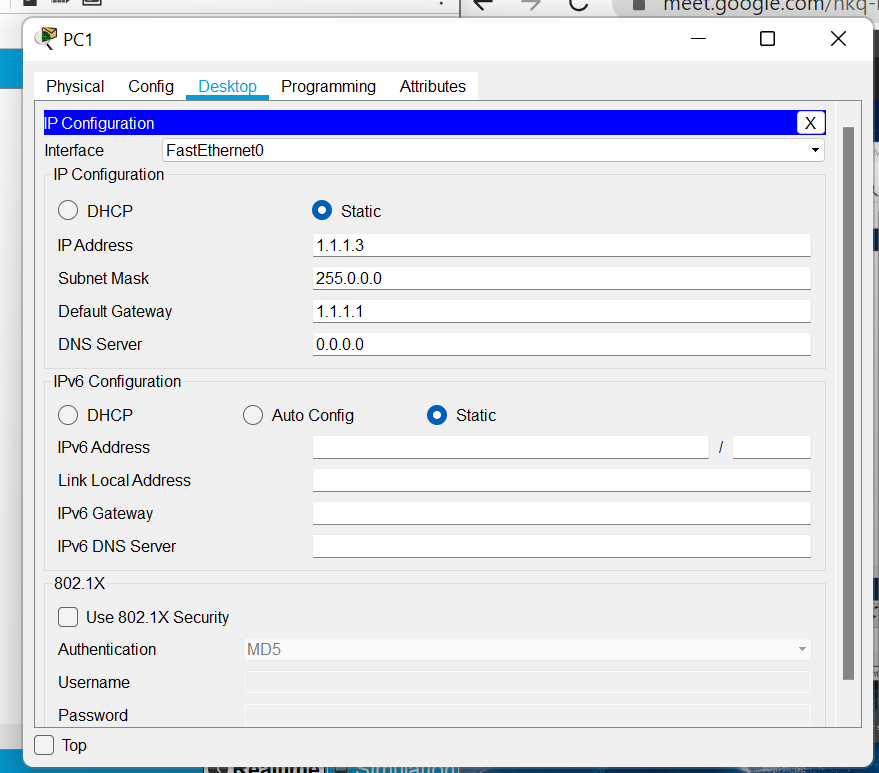 meet.google.com/nkq-
PC1
Physical Config Desktop Programming Attributes
IP Configuration X
Interface FastEthernet0
IP Configuration
DHCP Static
IP Address 1.1.1.3
Subnet Mask 255.0.0.0
Default Gateway 1.1.1.1
DNS Server 0.0.0.0
IPv6 Configuration
DHCP Auto Config Static
IPv6 Address /
Link Local Address
IPv6 Gateway
IPv6 DNS Server
802.1X
Use 802.1X Security
Authentication MD5
Username
Password
Top
Realtime Simulation